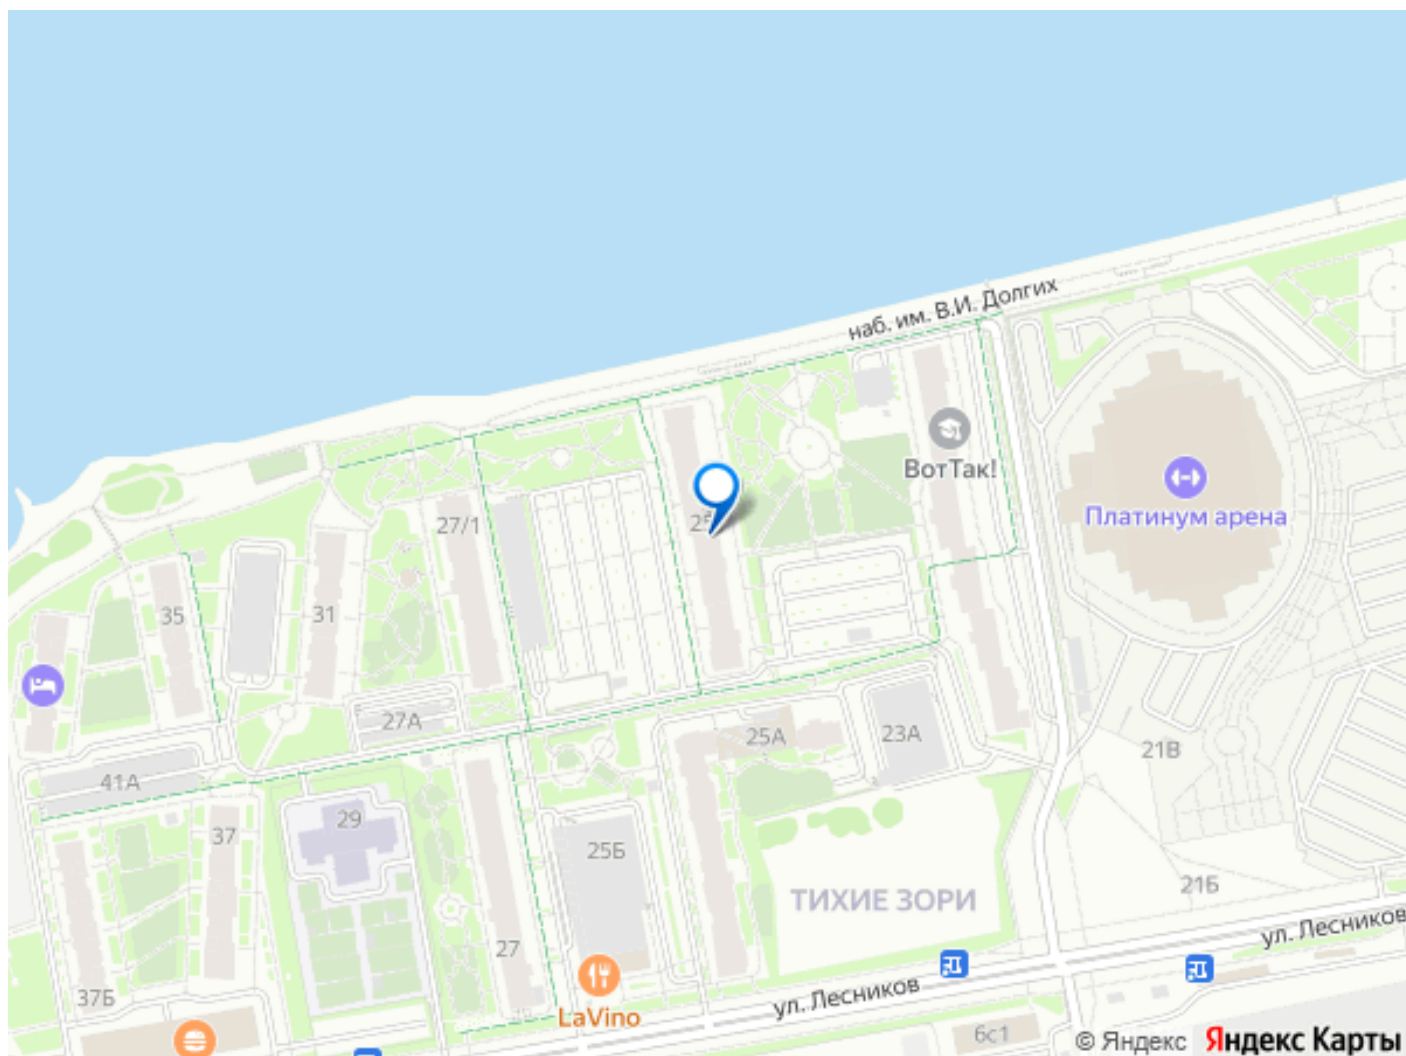 наб. им. В.И. Долгих
ВотТак!
Платинум арена
27/1
35
31
27А
25А
23А
21В
41А
29
37
25Б
ТИХИЕ ЗОРИ
21Б
ул. Лесников
27
37Б
LaVino
ул. Лесников
6с1
© Яндекс Яндекс Карты